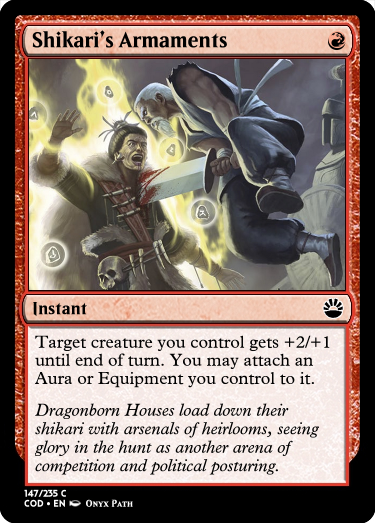 Shikari's Armaments
Instant
Target creature you control gets +2/+1
until end of turn. You may attach an
Aura or Equipment you control to it.
Dragonborn Houses load down their
shikari with arsenals of heirlooms, seeing
glory in the hunt as another arena of
competition and political posturing.
147/235 C
COD • EN Onyx Path